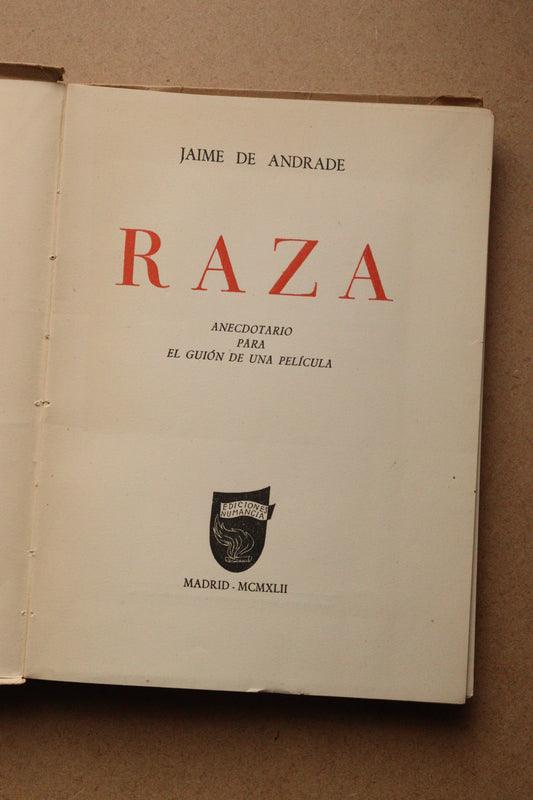 JAIME DE ANDRADE
RAZA
ANECDOTARIO
PARA
EL GUIÓN DE UNA PELÍCULA
EDICIONES
NUMANCIA
MADRID - MCMXLII